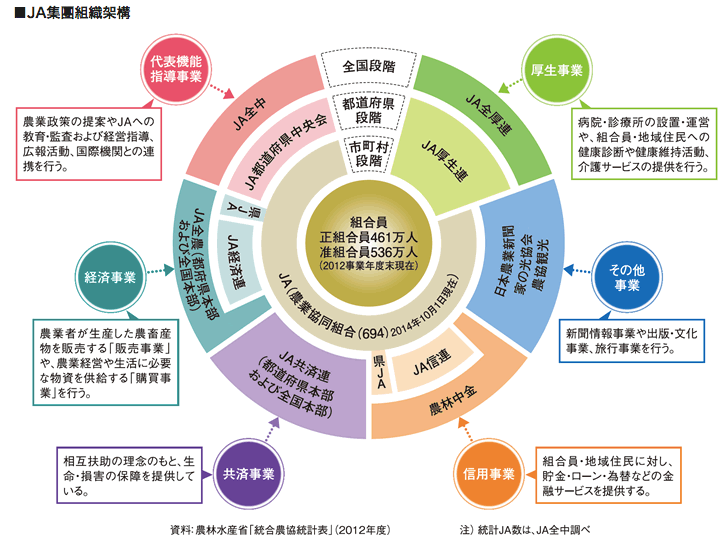 ■JA集團組織架構
代表機能
指導事業
農業政策の提案やJAへの
教育・監査および経営指導、
広報活動、国際機関との連
携を行う。
全国段階
都道府県
段階
市町村
段階
厚生事業
病院・診療所の設置・運営
や、組合員・地域住民への
健康診断や健康維持活動、
介護サービスの提供を行う。
JA全中
JA都道府県中央会
JA全厚連
JA厚生連
組合員
正組合員461万人
准組合員536万人
(2012事業年度末現在)
JA(農業協同組合(694) 2014年10月1日現在)
県JA
JA経済連
JA全農(都府県本部
および全国本部)
経済事業
農業者が生産した農畜産
物を販売する「販売事業」
や、農業経営や生活に必要
な物資を供給する「購買事
業」を行う。
日本農業新聞
家の光協会
農協観光
その他
事業
新聞情報事業や出版・文化
事業、旅行事業を行う。
JA共済連
(都道府県本部
および全国本部)
県JA
JA信連
農林中金
共済事業
相互扶助の理念のもと、生
命・損害の保障を提供して
いる。
信用事業
組合員・地域住民に対し、
貯金・ローン・為替などの金
融サービスを提供する。
資料:農林水産省「統合農協統計表」(2012年度)
注) 統計JA数は、JA全中調べ